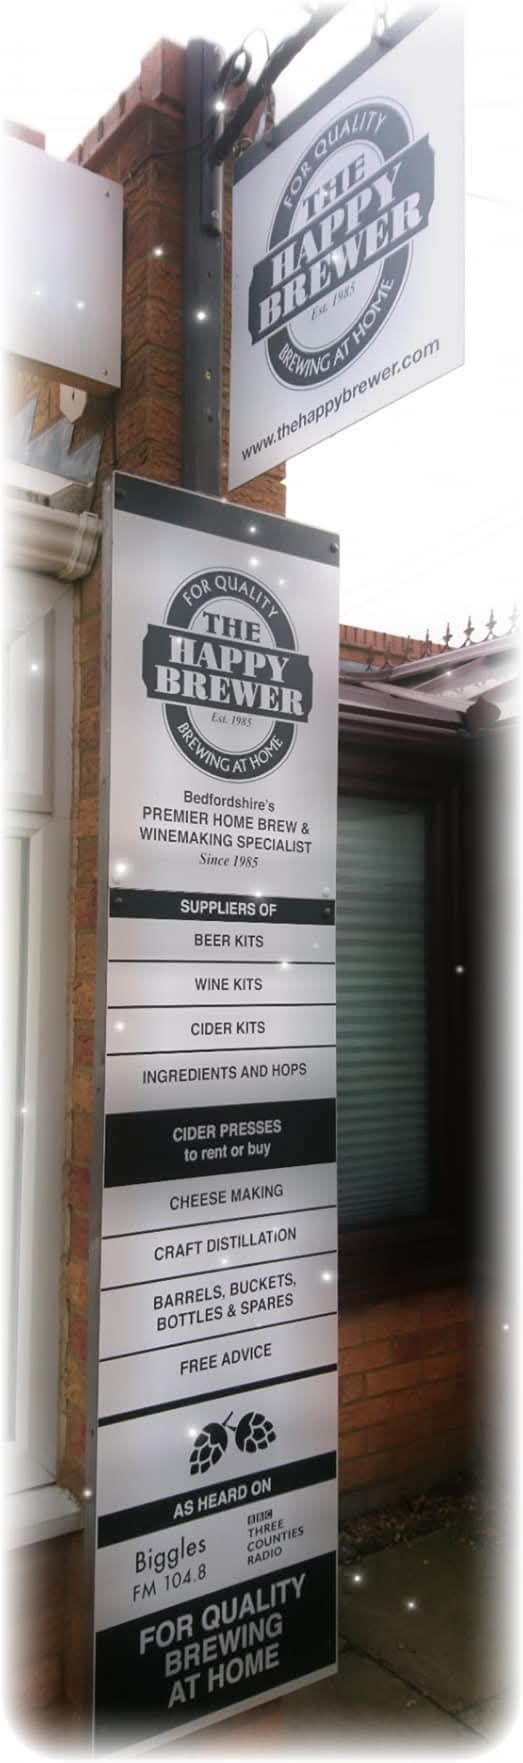 FOR QUALITY
THE
HAPPY
BREWER
Est. 1985
BREWING AT HOME
www.thehappybrewer.com
FOR QUALITY
THE
HAPPY
BREWER
Est. 1985
BREWING AT HOME
Bedfordshire's
PREMIER HOME BREW &
WINEMAKING SPECIALIST
Since 1985
SUPPLIERS OF
BEER KITS
WINE KITS
CIDER KITS
INGREDIENTS AND HOPS
CIDER PRESSES
to rent or buy
CHEESE MAKING
CRAFT DISTILLATION
BARRELS, BUCKETS,
BOTTLES & SPARES
FREE ADVICE
AS HEARD ON
Biggles
FM 104.8
BBC
THREE
COUNTIES
RADIO
FOR QUALITY
BREWING
AT HOME